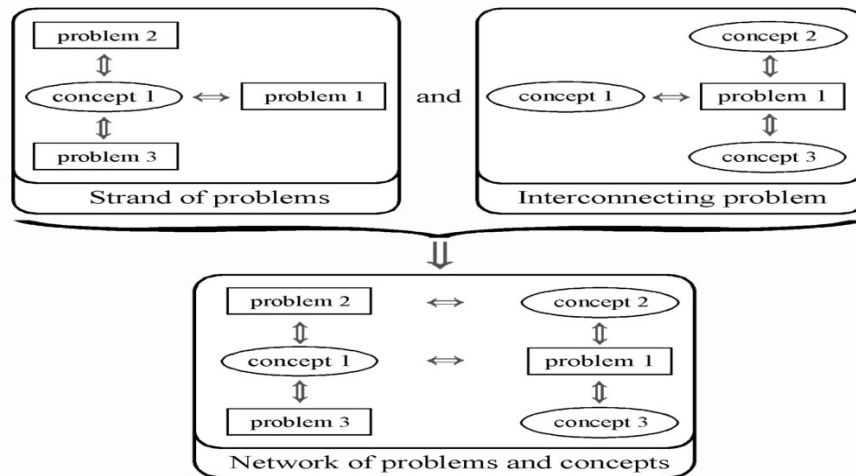 problem 2
concept 1
problem 1
problem 3
Strand of problems
and
concept 2
concept 1
problem 1
concept 3
Interconnecting problem
problem 2
concept 2
concept 1
problem 1
problem 3
concept 3
Network of problems and concepts